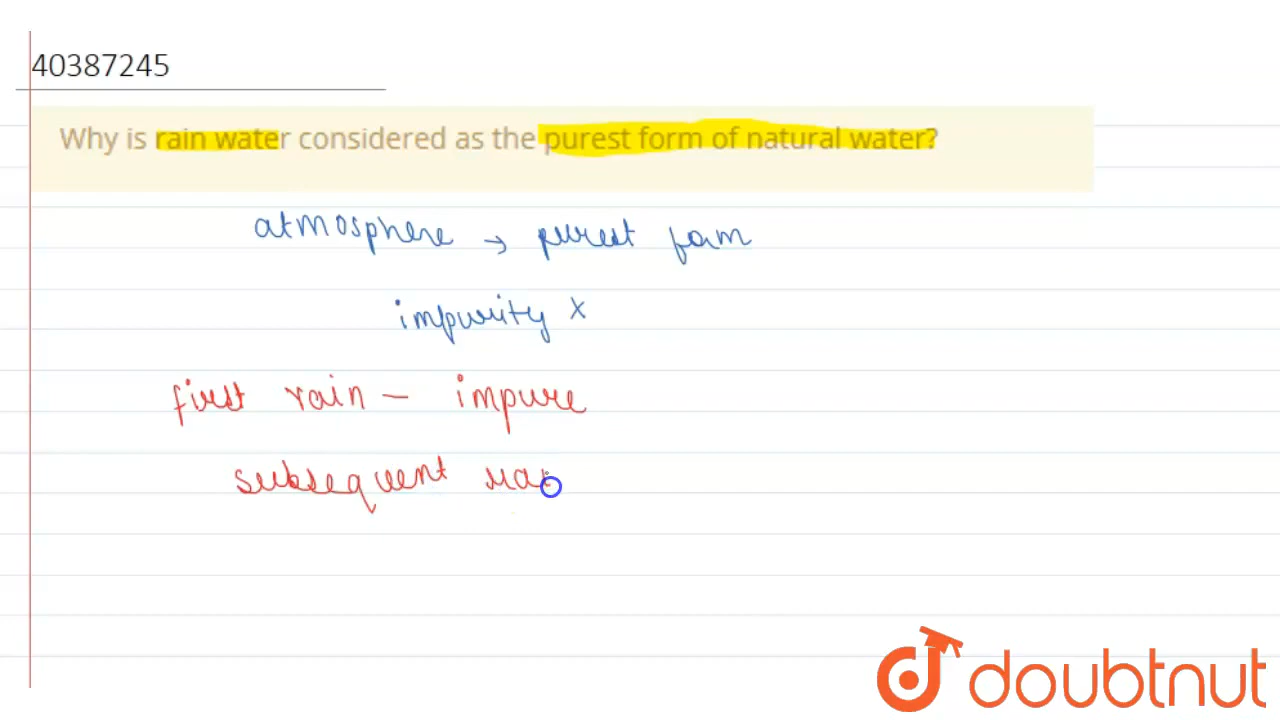 40387245
Why is rain water considered as the purest form of natural water?
atmosphere → purest form
impurity x
first rain – impure
subsequent
doubtnut